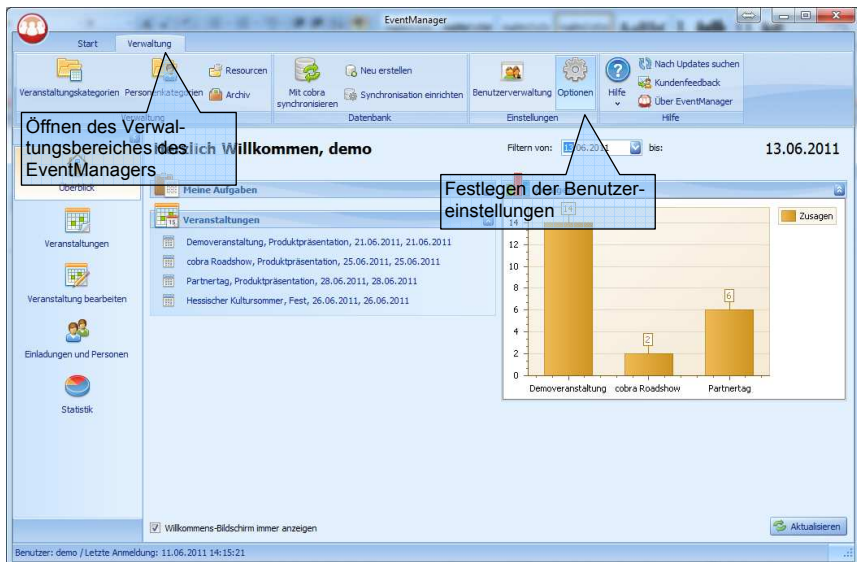 EventManager
Start Verwaltung
Veranstaltungskategorien Personenkategorien Ressourcen Archiv
Mit cobra synchronisieren
Neu erstellen
Synchronisation einrichten
Datenbank
Benutzerverwaltung Optionen
Einstellungen
Hilfe
Nach Updates suchen
Kundenfeedback
Über EventManager
Hilfe
Öffnen des Verwal-
tungsbereiches des
EventManagers
Willkommen, demo
Filtern von: 13.06.2011 bis:
13.06.2011
Festlegen der Benutzer-
einstellungen
Überblick
Veranstaltungen
Veranstaltung bearbeiten
Einladungen und Personen
Statistik
Meine Aufgaben
Veranstaltungen
Demoveranstaltung, Produktpräsentation, 21.06.2011, 21.06.2011
cobra Roadshow, Produktpräsentation, 25.06.2011, 25.06.2011
Partnertag, Produktpräsentation, 28.06.2011, 28.06.2011
Hessischer Kultursommer, Fest, 26.06.2011, 26.06.2011
14
14
12
10
8
6
4
2
0
2
6
Demoveranstaltung cobra Roadshow Partnertag
Zusagen
Willkommens-Bildschirm immer anzeigen
Aktualisieren
Benutzer: demo / Letzte Anmeldung: 11.06.2011 14:15:21